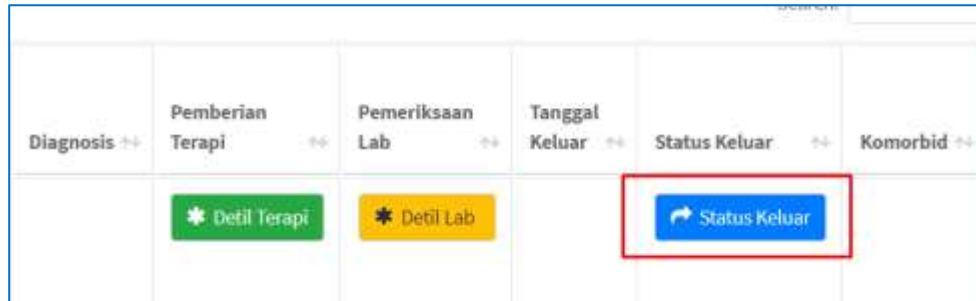 Diagnosis
Pemberian
Terapi
Pemeriksaan
Lab
Tanggal
Keluar
Status Keluar
Komorbid
Detil Terapi
Detil Lab
Status Keluar